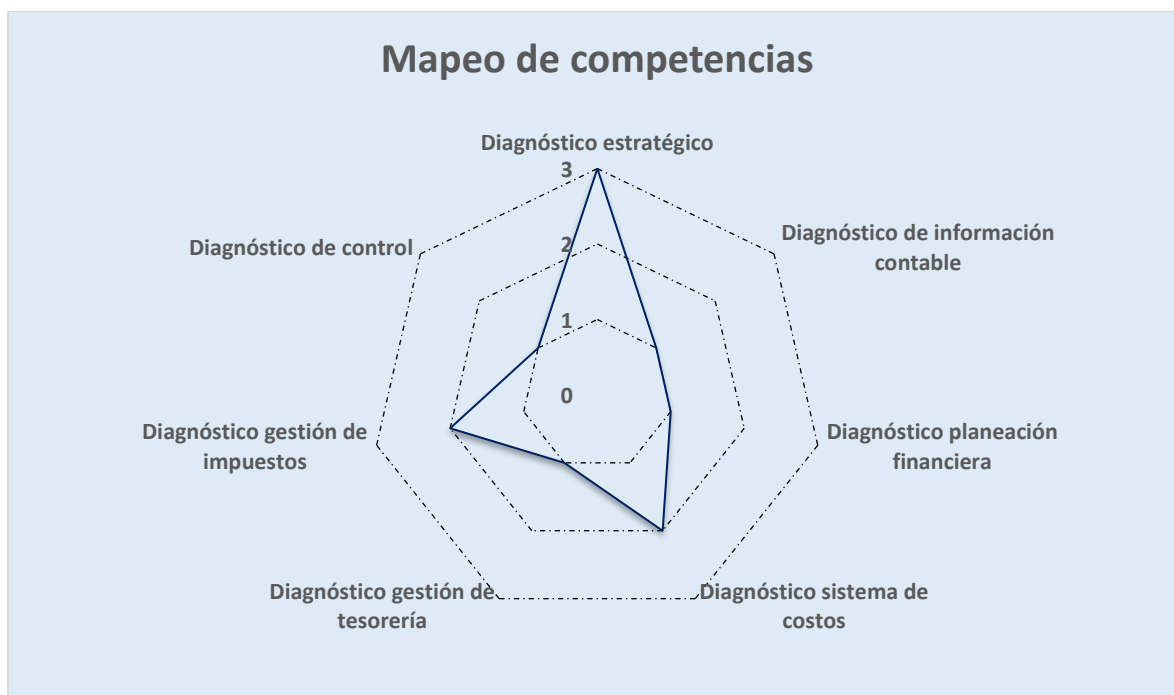 Mapeo de competencias
Diagnóstico estratégico
3
Diagnóstico de información
contable
Diagnóstico de control
2
1
0
Diagnóstico gestión de
impuestos
Diagnóstico planeación
financiera
Diagnóstico gestión de
tesorería
Diagnóstico sistema de
costos